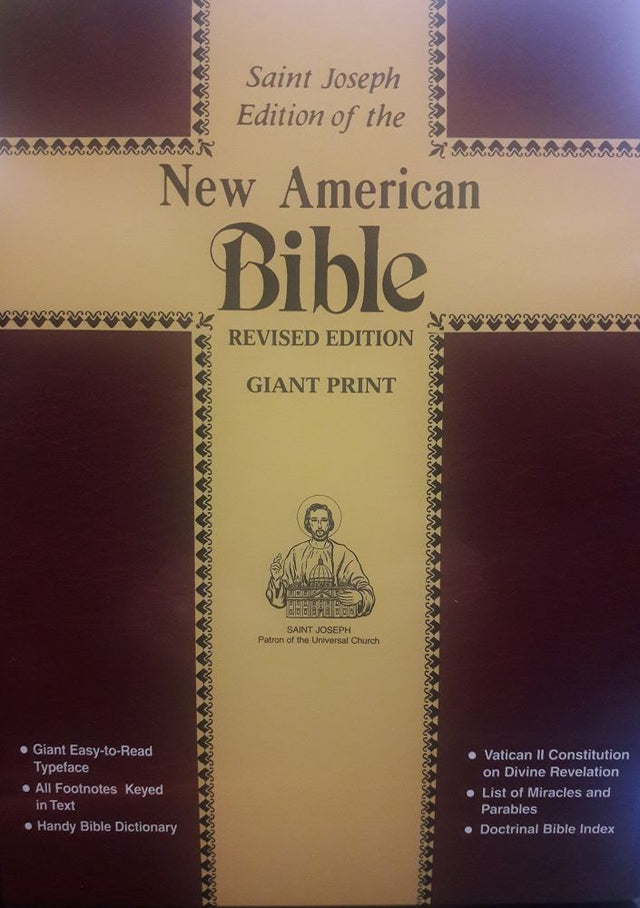 Saint Joseph
Edition of the
New American
Bible
REVISED EDITION
GIANT PRINT
SAINT JOSEPH
Patron of the Universal Church
● Giant Easy-to-Read
Typeface
● All Footnotes Keyed
in Text
● Handy Bible Dictionary
● Vatican II Constitution
on Divine Revelation
● List of Miracles and
Parables
● Doctrinal Bible Index